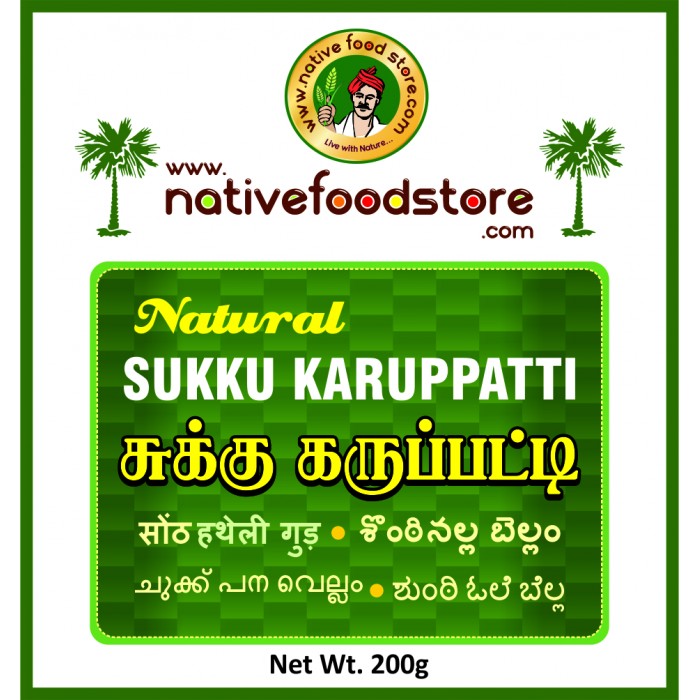 www.native food store.com
Live with Nature...
www.
nativefoodstore
.com
Natural
SUKKU KARUPPATTI
சுக்கு கருப்பட்டி
सोंठ हथेली गुड़ • శొంఠినల్ల బెల్లం
ചുക്ക് പന വെല്ലം • ಶುಂಠಿ ಓಲೆ ಬೆಲ್ಲ
Net Wt. 200g